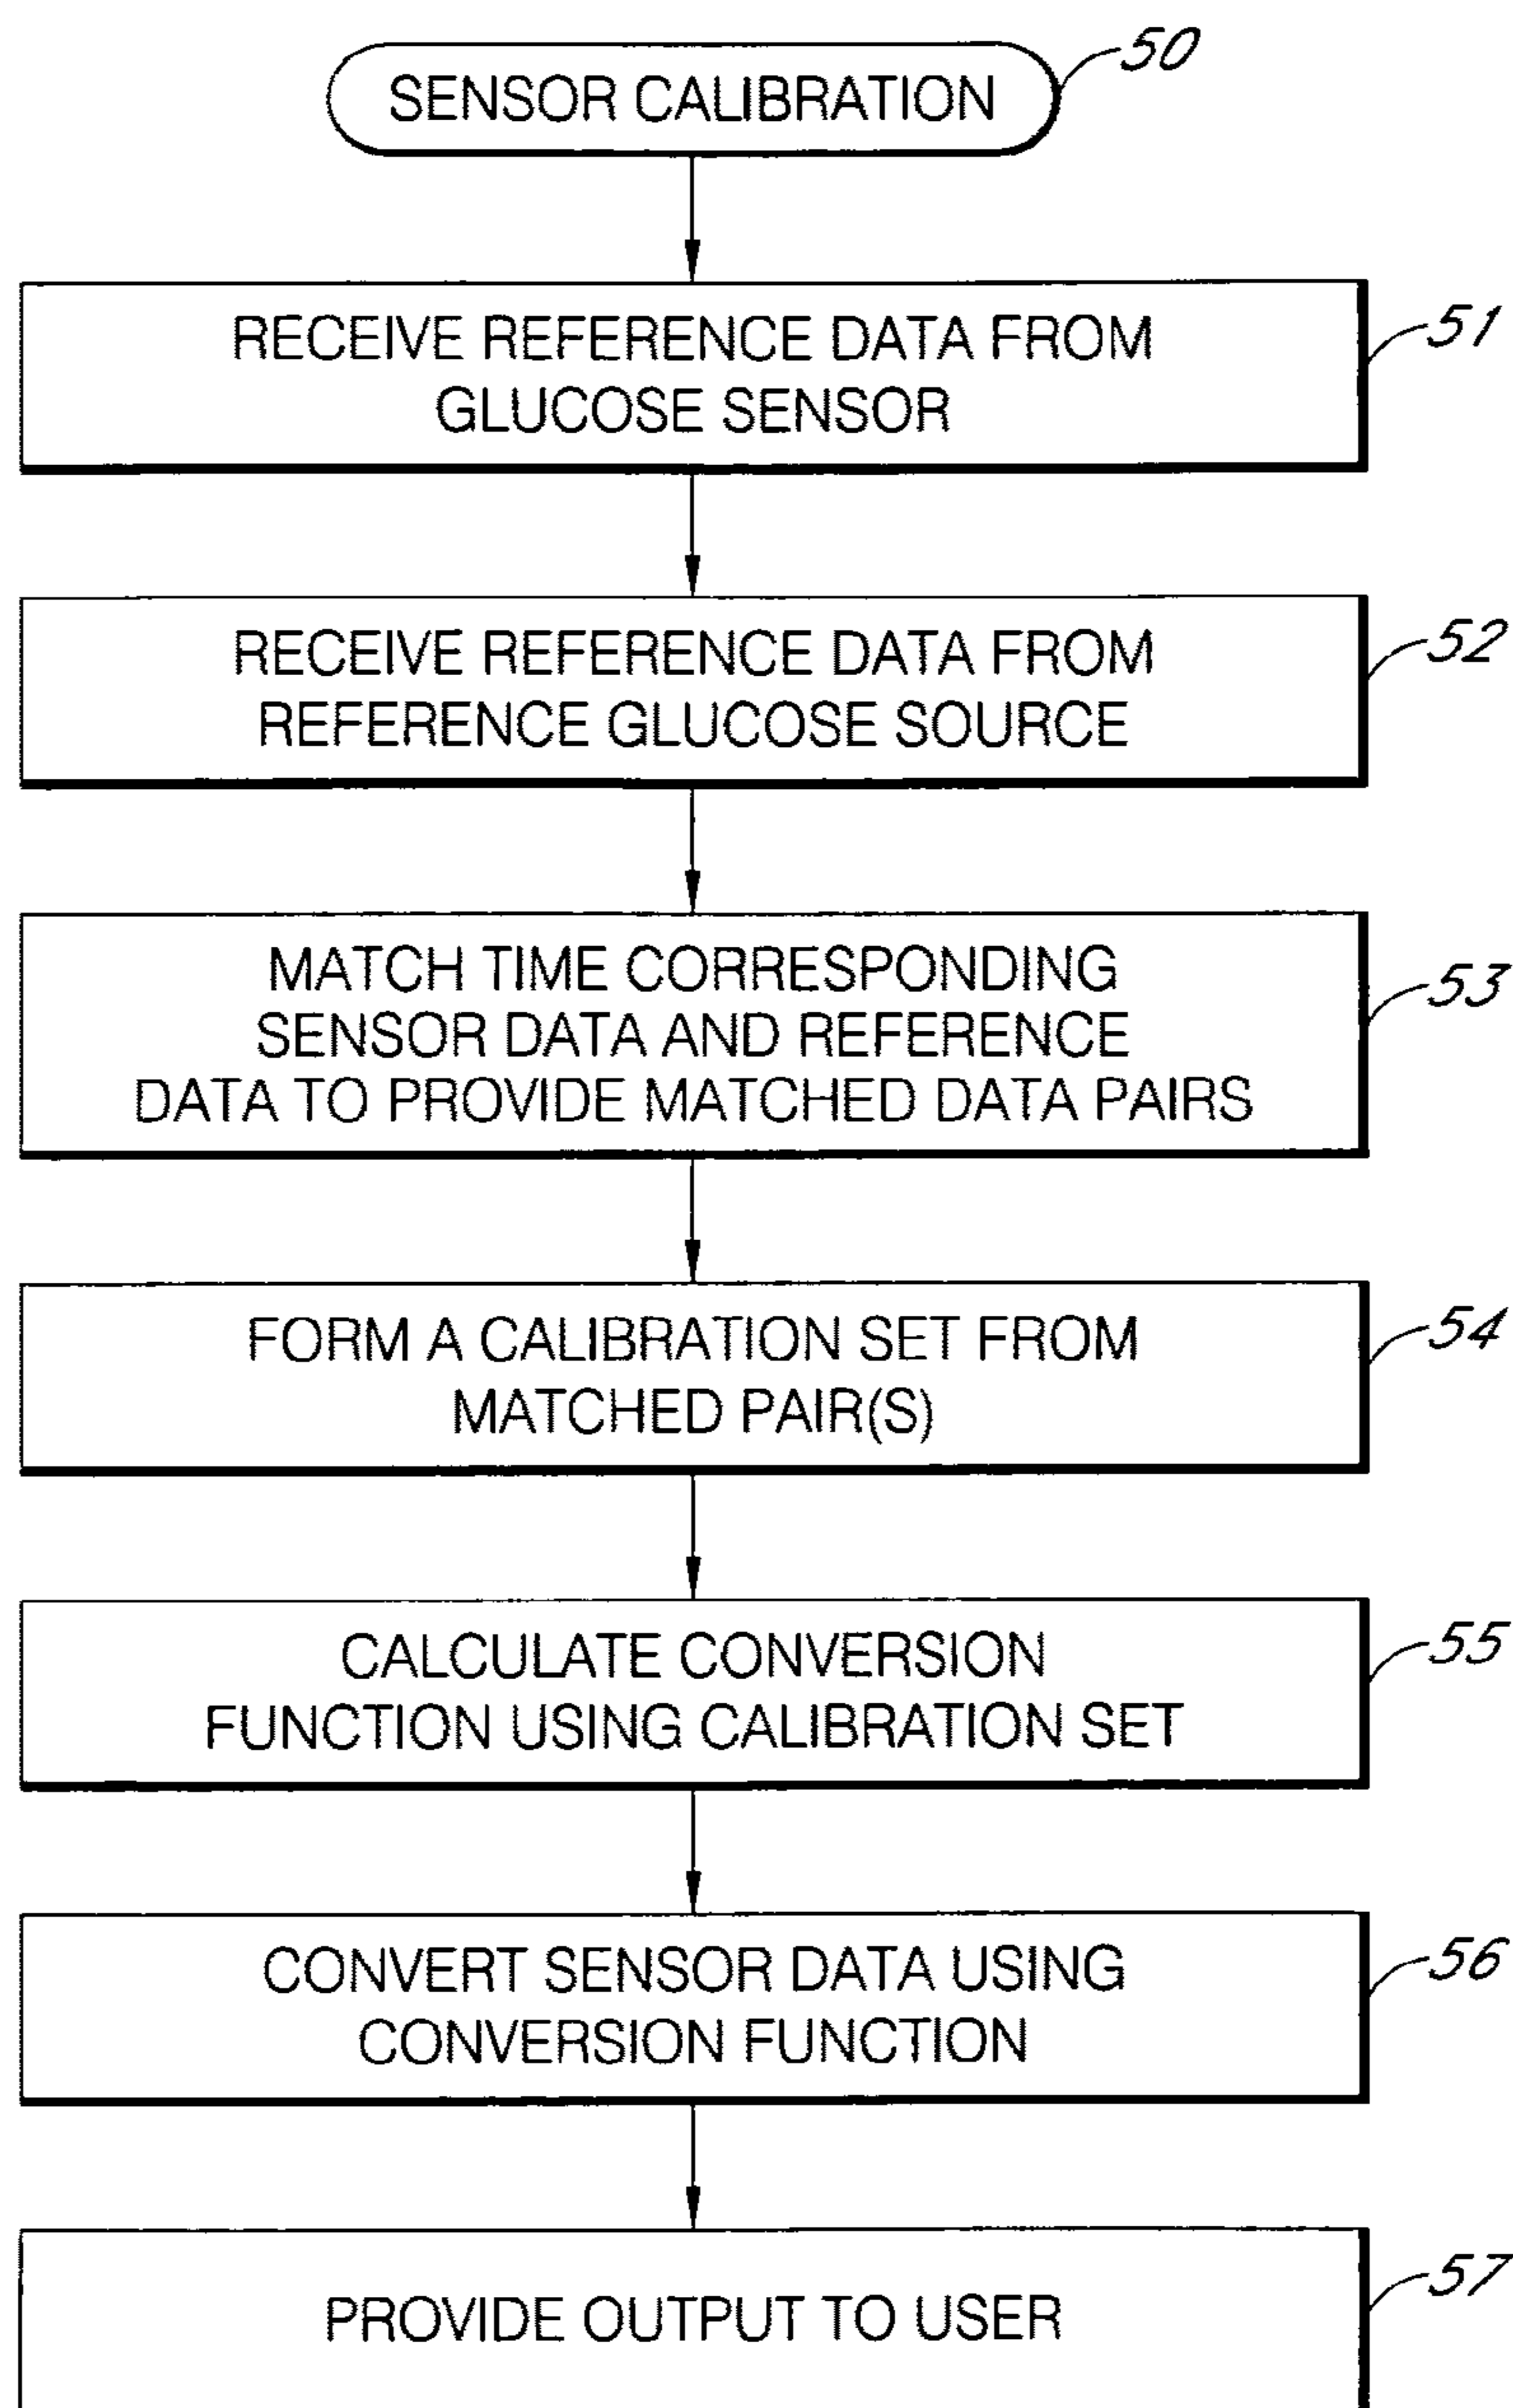 SENSOR CALIBRATION
50
RECEIVE REFERENCE DATA FROM
GLUCOSE SENSOR
51
RECEIVE REFERENCE DATA FROM
REFERENCE GLUCOSE SOURCE
52
MATCH TIME CORRESPONDING
SENSOR DATA AND REFERENCE
DATA TO PROVIDE MATCHED DATA PAIRS
53
FORM A CALIBRATION SET FROM
MATCHED PAIR(S)
54
CALCULATE CONVERSION
FUNCTION USING CALIBRATION SET
55
CONVERT SENSOR DATA USING
CONVERSION FUNCTION
56
PROVIDE OUTPUT TO USER
57